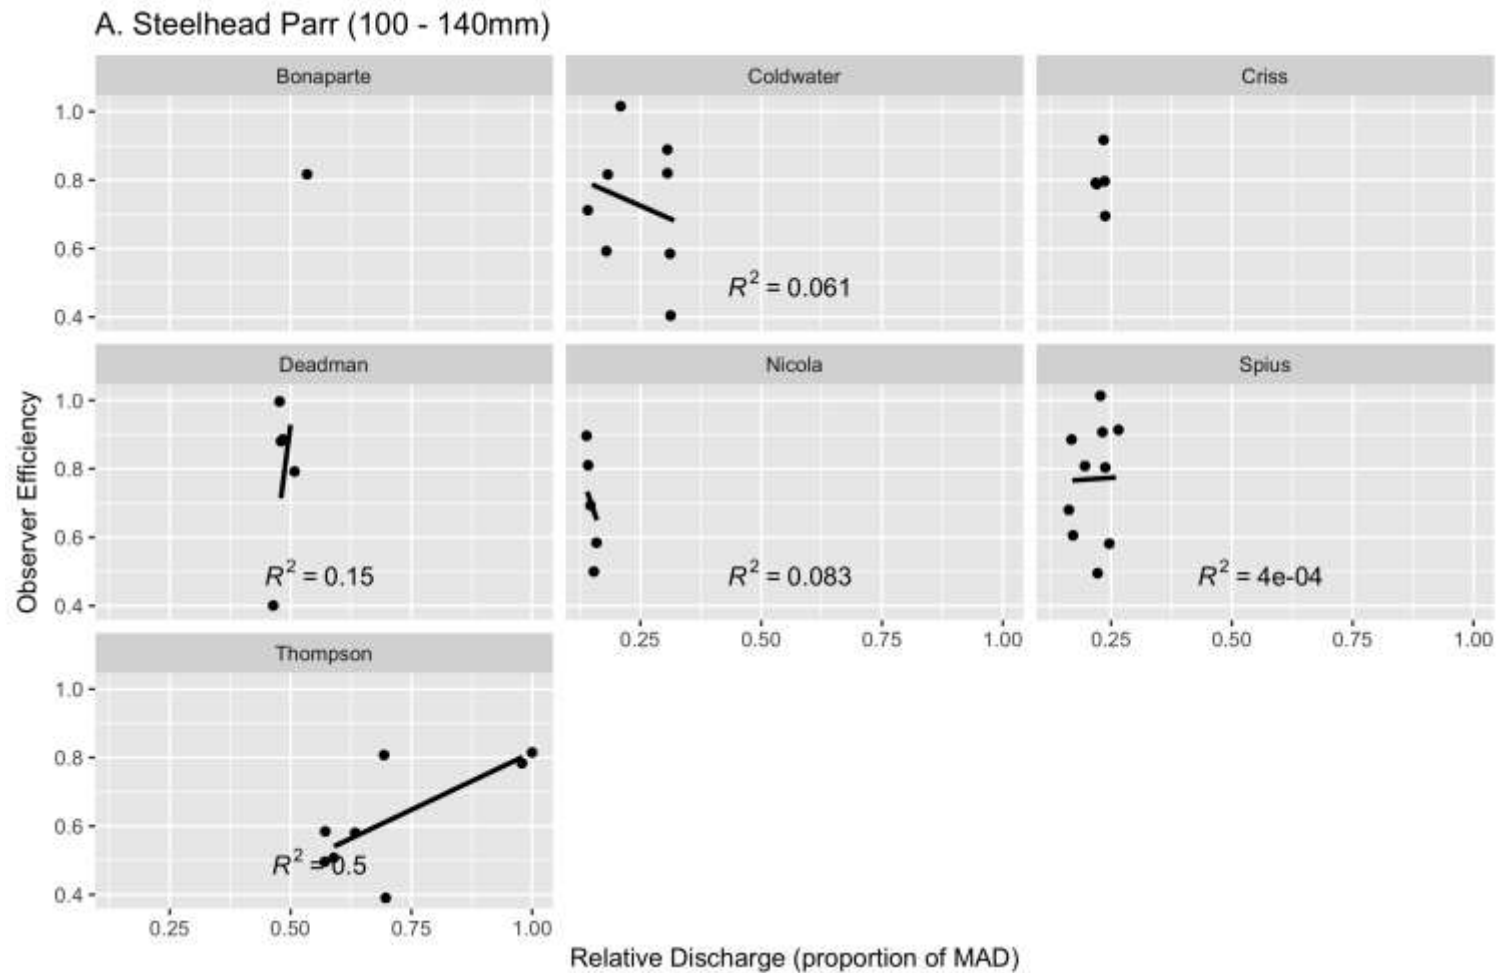 A. Steelhead Parr (100 - 140mm)
Bonaparte
Coldwater
Criss
1.0
0.8
0.6
0.4
R² = 0.061
Deadman
Nicola
Spius
1.0
0.8
0.6
0.4
R² = 0.15
R² = 0.083
R² = 4e-04
0.25 0.50 0.75 1.00
0.25 0.50 0.75 1.00
Thompson
1.0
0.8
0.6
0.4
R² = 0.5
0.25 0.50 0.75 1.00
Observer Efficiency
Relative Discharge (proportion of MAD)